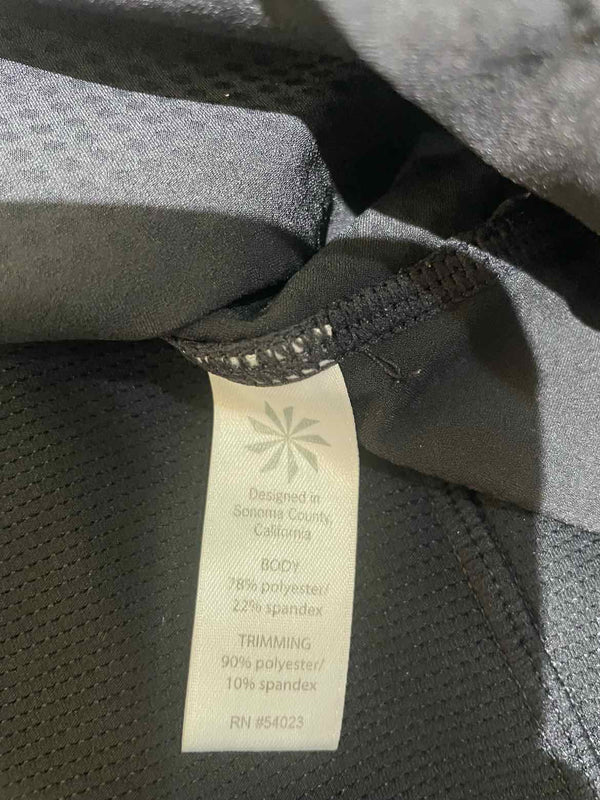 Designed in
Sonoma County,
California
BODY
78% polyester/
22% spandex
TRIMMING
90% polyester/
10% spandex
RN #54023